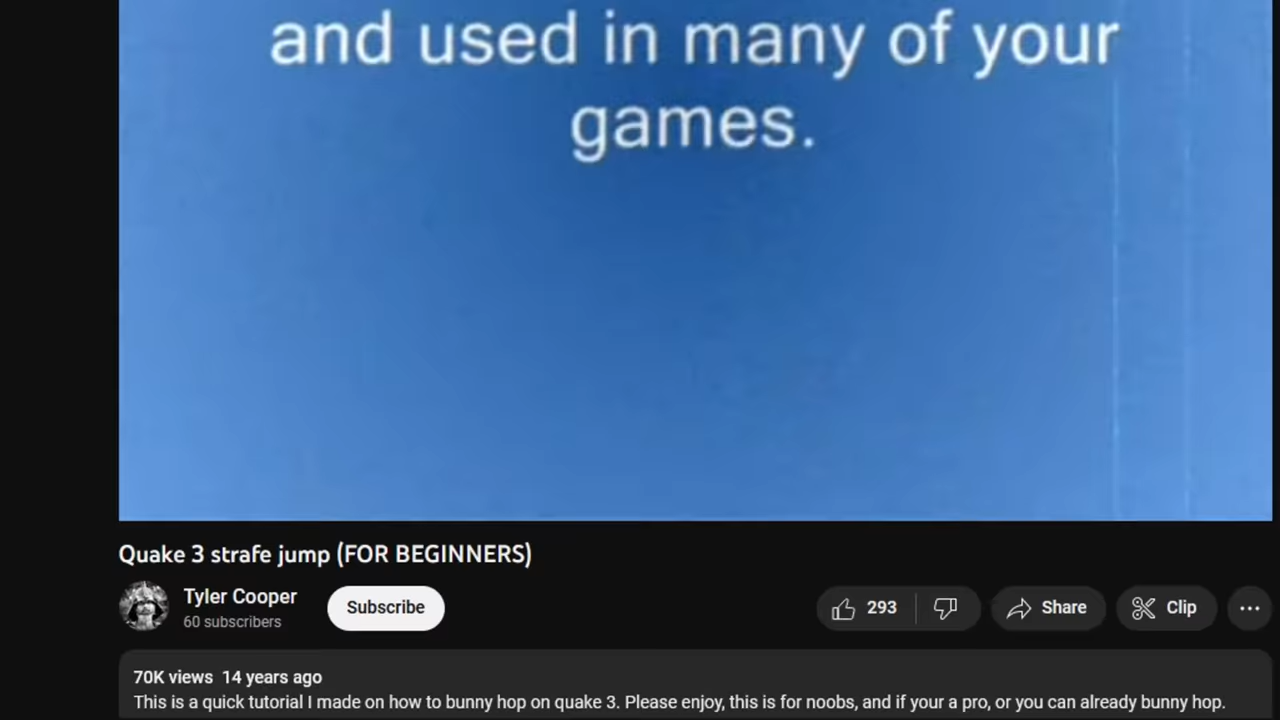 and used in many of your
games.
Quake 3 strafe jump (FOR BEGINNERS)
Tyler Cooper
60 subscribers
Subscribe
293
Share
Clip
70K views 14 years ago
This is a quick tutorial I made on how to bunny hop on quake 3. Please enjoy, this is for noobs, and if your a pro, or you can already bunny hop.